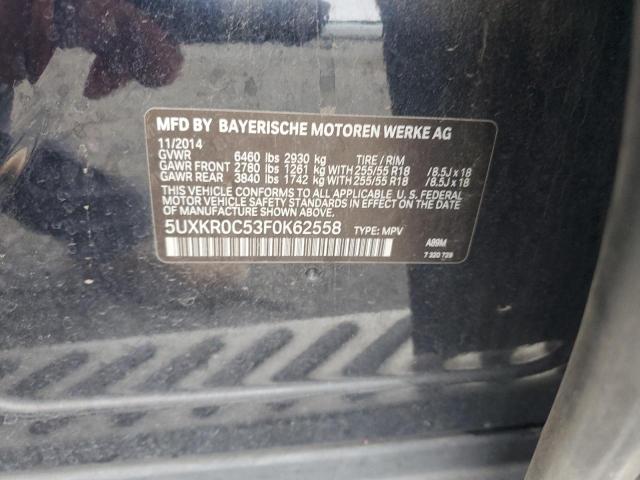 MFD BY BAYERISCHE MOTOREN WERKE AG
11/2014
GVWR 6460 lbs 2930 kg TIRE / RIM
GAWR FRONT 2780 lbs 1261 kg WITH 255/55 R18 / 8.5J x 18
GAWR REAR 3840 lbs 1742 kg WITH 255/55 R18 / 8.5J x 18
THIS VEHICLE CONFORMS TO ALL APPLICABLE U. S. FEDERAL
MOTOR VEHICLE SAFETY STANDARDS IN EFFECT ON THE DATE OF
MANUFACTURE SHOWN ABOVE.
5UXKR0C53F0K62558 TYPE: MPV
A89M
7 320 729